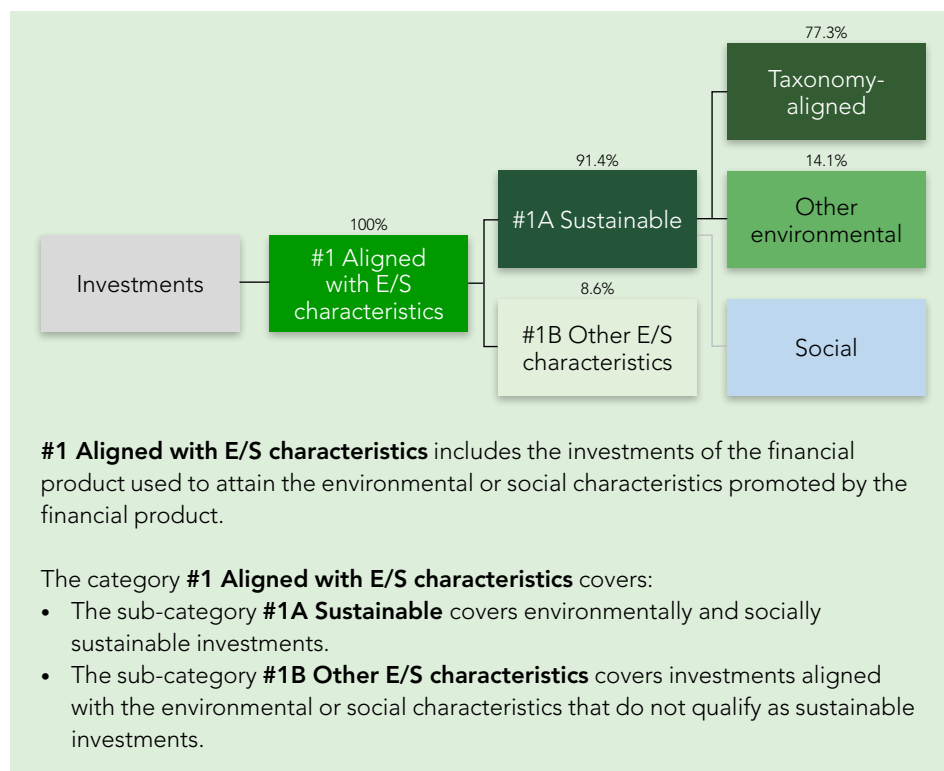 77.3%
Taxonomy-
aligned
91.4%
#1A Sustainable
14.1%
Other
environmental
100%
#1 Aligned
with E/S
characteristics
Investments
8.6%
#1B Other E/S
characteristics
Social
#1 Aligned with E/S characteristics includes the investments of the financial
product used to attain the environmental or social characteristics promoted by the
financial product.
The category #1 Aligned with E/S characteristics covers:
• The sub-category #1A Sustainable covers environmentally and socially
sustainable investments.
• The sub-category #1B Other E/S characteristics covers investments aligned
with the environmental or social characteristics that do not qualify as sustainable
investments.